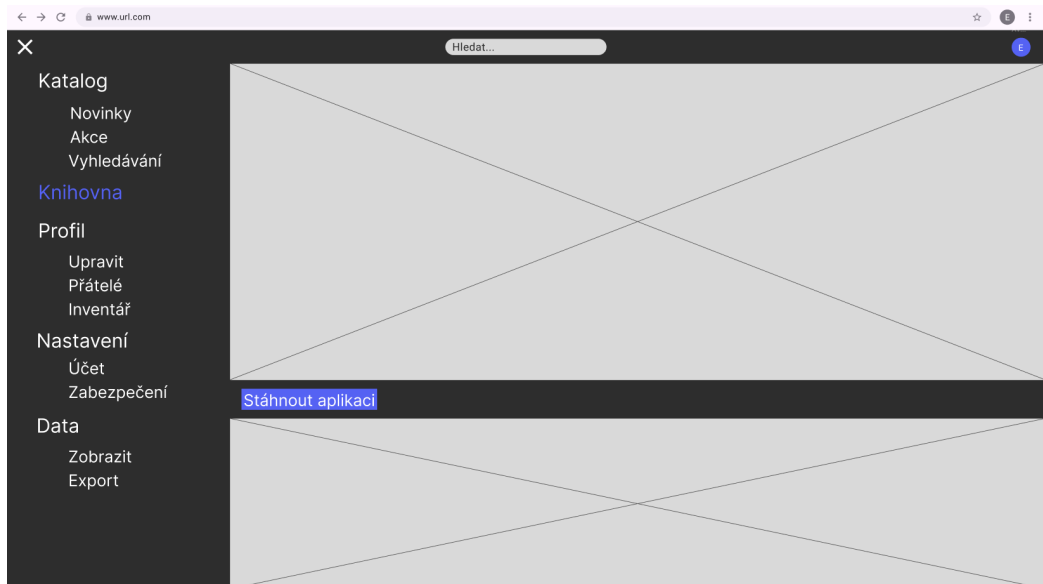 www.url.com
E
Hledat...
E
Katalog
Novinky
Akce
Vyhledávání
Knihovna
Profil
Upravit
Přátelé
Inventář
Nastavení
Účet
Zabezpečení
Stáhnout aplikaci
Data
Zobrazit
Export